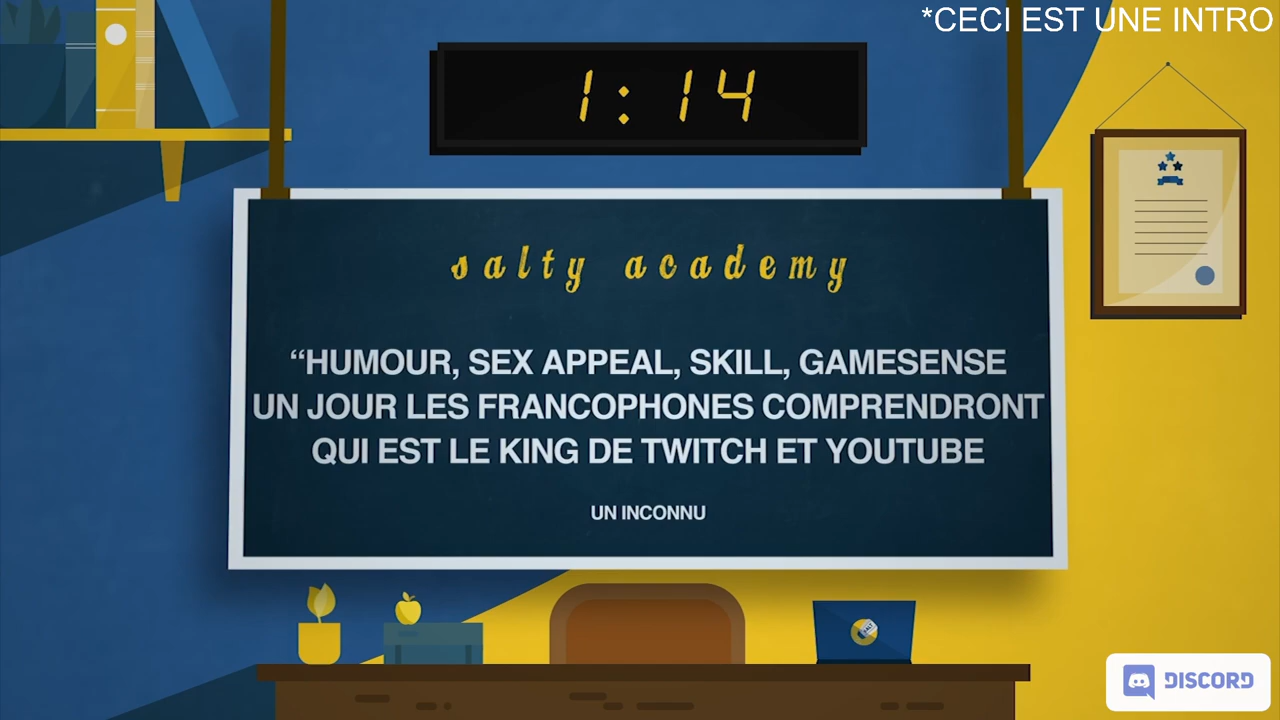 *CECI EST UNE INTRO
1:14
salty academy
“HUMOUR, SEX APPEAL, SKILL, GAMESENSE
UN JOUR LES FRANCOPHONES COMPRENDRONT
QUI EST LE KING DE TWITCH ET YOUTUBE
UN INCONNU
DISCORD